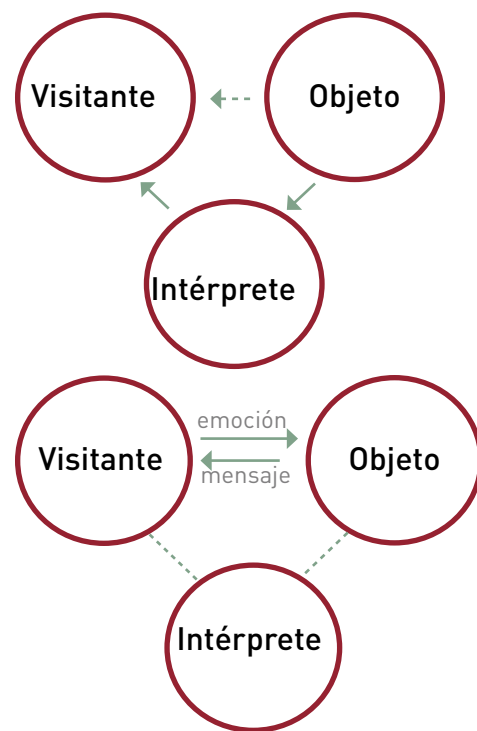 Visitante
Objeto
Intérprete
emoción
Visitante
Objeto
mensaje
Intérprete